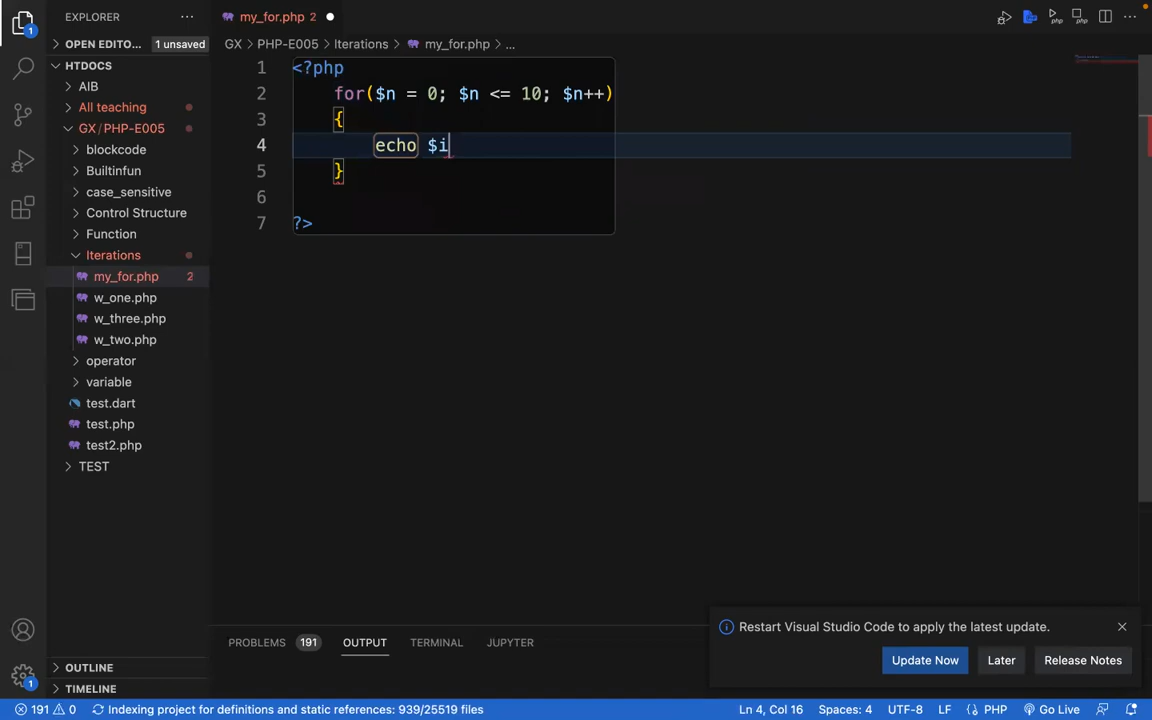 EXPLORER
my_for.php 2
OPEN EDITO... 1 unsaved
GX > PHP-E005 > Iterations > my_for.php > ...
HTDOCS
AIB
All teaching
GX / PHP-E005
blockcode
Builtinfun
case_sensitive
Control Structure
Function
Iterations
my_for.php 2
w_one.php
w_three.php
w_two.php
operator
variable
test.dart
test.php
test2.php
TEST
OUTLINE
TIMELINE
1 <?php
2 for($n = 0; $n <= 10; $n++)
3 {
4 echo $i
5 }
6
7 ?>
PROBLEMS 191 OUTPUT TERMINAL JUPYTER
Restart Visual Studio Code to apply the latest update.
Update Now Later Release Notes
1
1
php
php
191 0 Indexing project for definitions and static references: 939/25519 files Ln 4, Col 16 Spaces: 4 UTF-8 LF {} PHP Go Live